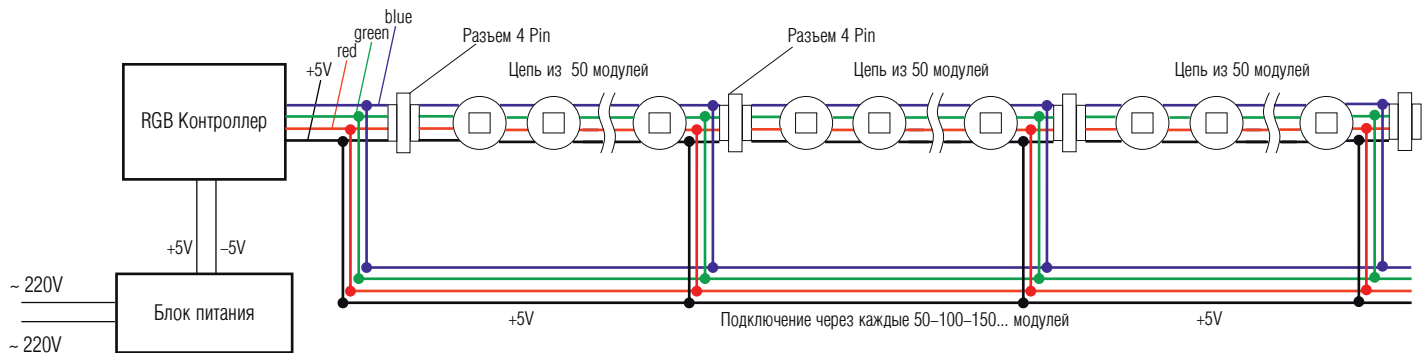 blue
green
red
+5V
Разъем 4 Pin
Разъем 4 Pin
Цепь из 50 модулей
Цепь из 50 модулей
Цепь из 50 модулей
RGB Контроллер
+5V
–5V
~ 220V
~ 220V
Блок питания
+5V
Подключение через каждые 50–100–150... модулей
+5V